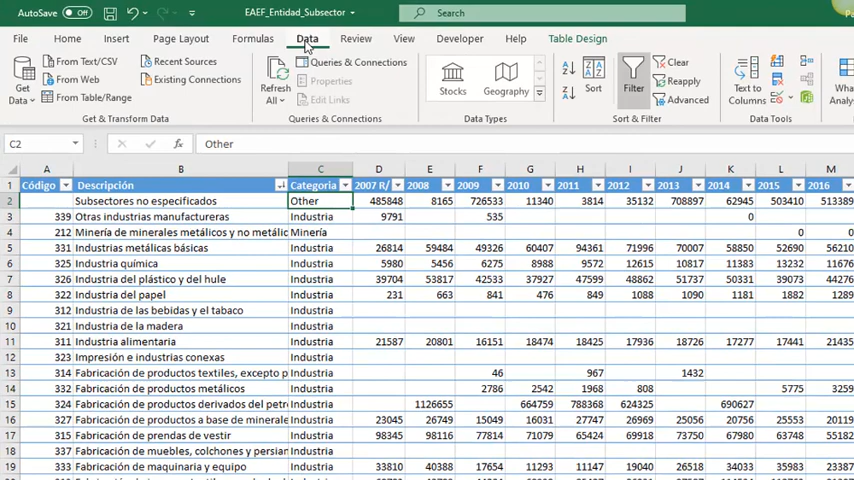 AutoSave Off EAEF_Entidad_Subsector Search
File Home Insert Page Layout Formulas Data Review View Developer Help Table Design
Get Data From Text/CSV From Web From Table/Range Recent Sources Existing Connections
Refresh All Queries & Connections Properties Edit Links
Stocks Geography
Sort Filter Clear Reapply Advanced
Text to Columns What-If
Get & Transform Data Queries & Connections Data Types Sort & Filter Data Tools
C2 fx Other
A B C D E F G H I J K L M
1 Código Descripción Categoria 2007 R/ 2008 2009 2010 2011 2012 2013 2014 2015 2016
2 Subsectores no especificados Other 485848 8165 726533 11340 3814 35132 708897 62945 503410 513389
3 339 Otras industrias manufactureras Industria 9791 535 0
4 212 Minería de minerales metálicos y no metálic Minería 0 0
5 331 Industrias metálicas básicas Industria 26814 59484 49326 60407 94361 71996 70007 58850 52690 56210
6 325 Industria química Industria 5980 5456 6275 8988 9572 12615 10817 11383 13232 11676
7 326 Industria del plástico y del hule Industria 39704 53817 42533 37927 57599 48862 51737 50331 39073 44276
8 322 Industria del papel Industria 231 663 841 476 849 1088 1090 1181 1882 1289
9 312 Industria de las bebidas y el tabaco Industria
10 321 Industria de la madera Industria
11 311 Industria alimentaria Industria 21587 20801 16151 18474 18425 17936 18726 17277 17441 21435
12 323 Impresión e industrias conexas Industria
13 314 Fabricación de productos textiles, excepto p Industria 46 967 1432
14 332 Fabricación de productos metálicos Industria 2786 2542 1968 808 5775 3259
15 324 Fabricación de productos derivados del petr Industria 1126655 664759 788368 624325 690627
16 327 Fabricación de productos a base de minerale Industria 23045 26749 15049 16031 27747 26969 25056 20756 25553 20119
17 315 Fabricación de prendas de vestir Industria 98345 98116 77814 71079 65424 69918 73750 67980 63748 55182
18 337 Fabricación de muebles, colchones y persian Industria
19 333 Fabricación de maquinaria y equipo Industria 33810 40388 17654 11293 11147 19040 26518 34033 35983 23387